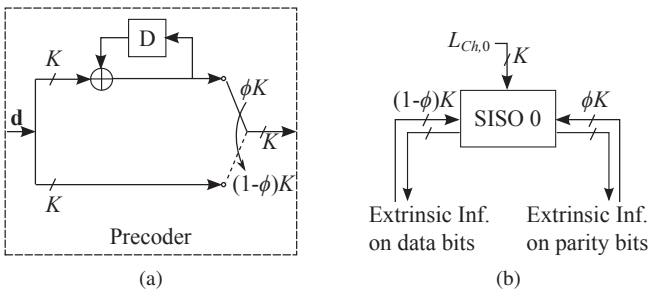 K
D
ϕK
d
K
(1-ϕ)K
K
Precoder
(a)
L_{Ch,0}
K
(1-ϕ)K
SISO 0
ϕK
Extrinsic Inf.
on data bits
Extrinsic Inf.
on parity bits
(b)